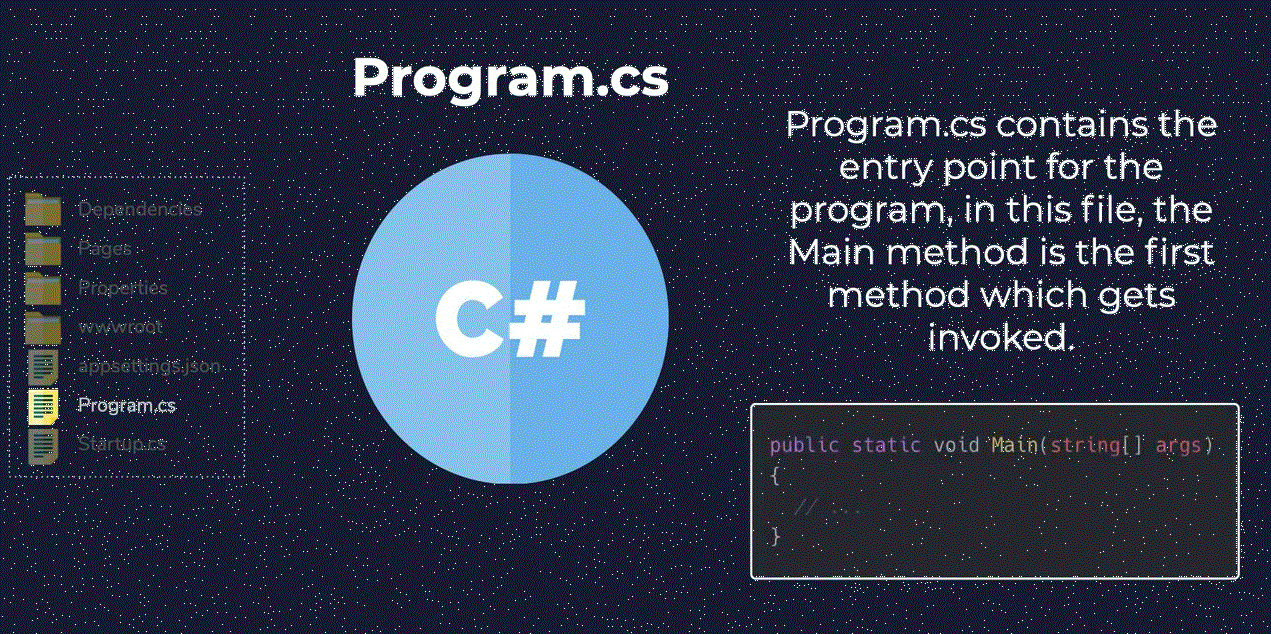 Program.cs
Dependencies
Pages
Properties
wwwroot
appsettings.json
Program.cs
Startup.cs
C#
Program.cs contains the
entry point for the
program, in this file, the
Main method is the first
method which gets
invoked.
public static void Main(string[] args)
{
// ...
}